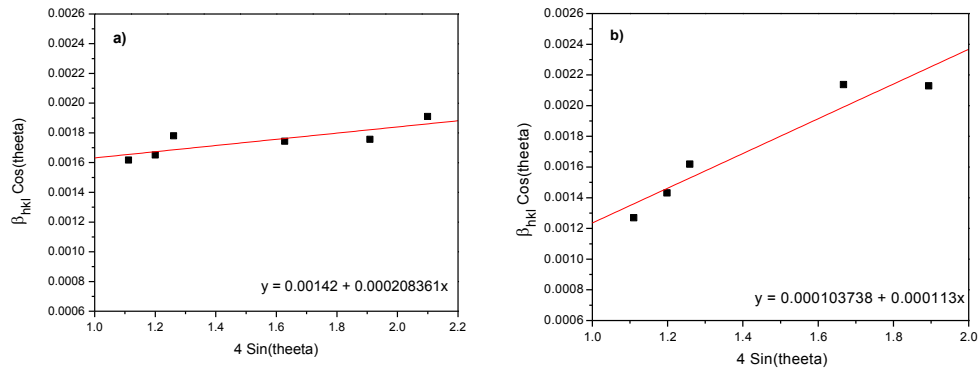 a)
0.0026
0.0024
0.0022
0.0020
0.0018
0.0016
0.0014
0.0012
0.0010
0.0008
0.0006
β_hkl Cos(theeta)
y = 0.00142 + 0.000208361x
1.0 1.2 1.4 1.6 1.8 2.0 2.2
4 Sin(theeta)
b)
0.0026
0.0024
0.0022
0.0020
0.0018
0.0016
0.0014
0.0012
0.0010
0.0008
0.0006
β_hkl Cos(theeta)
y = 0.000103738 + 0.000113x
1.0 1.2 1.4 1.6 1.8 2.0
4 Sin(theeta)